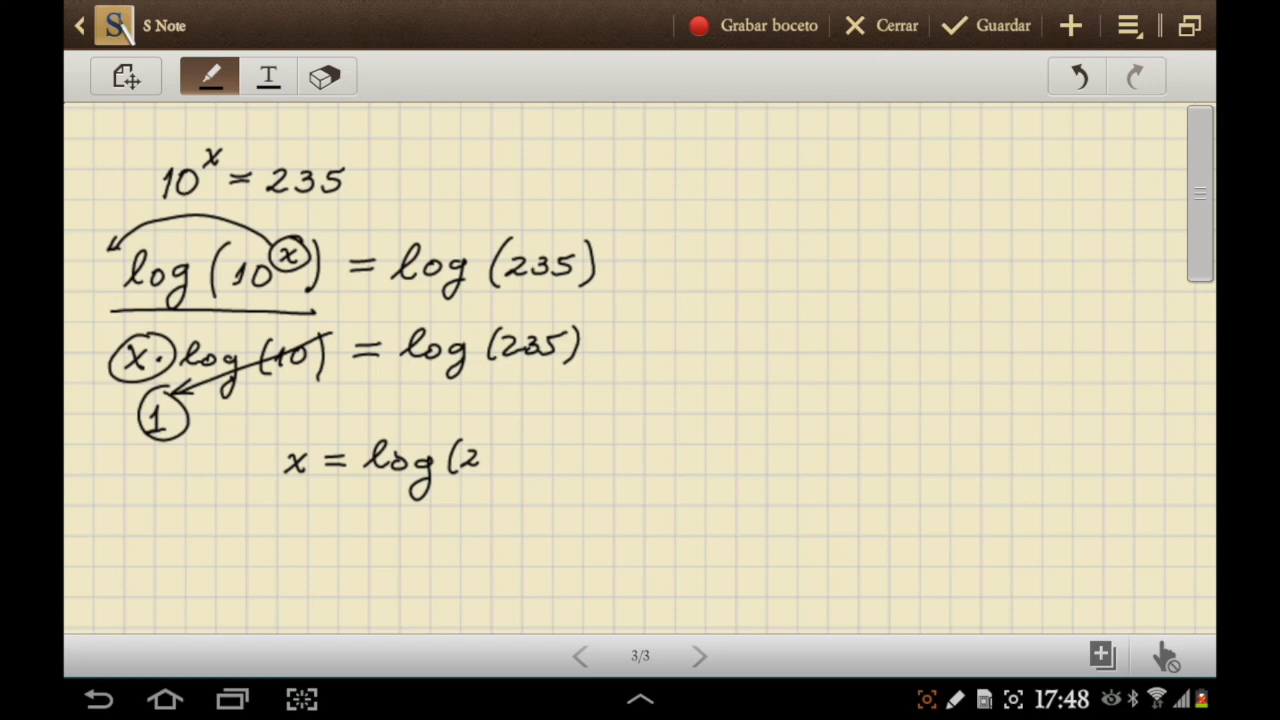 S Note Grabar boceto Cerrar Guardar
T
10^x = 235
log (10^x) = log (235)
x · log (10) = log (235)
1
x = log (2
3/3
17:48